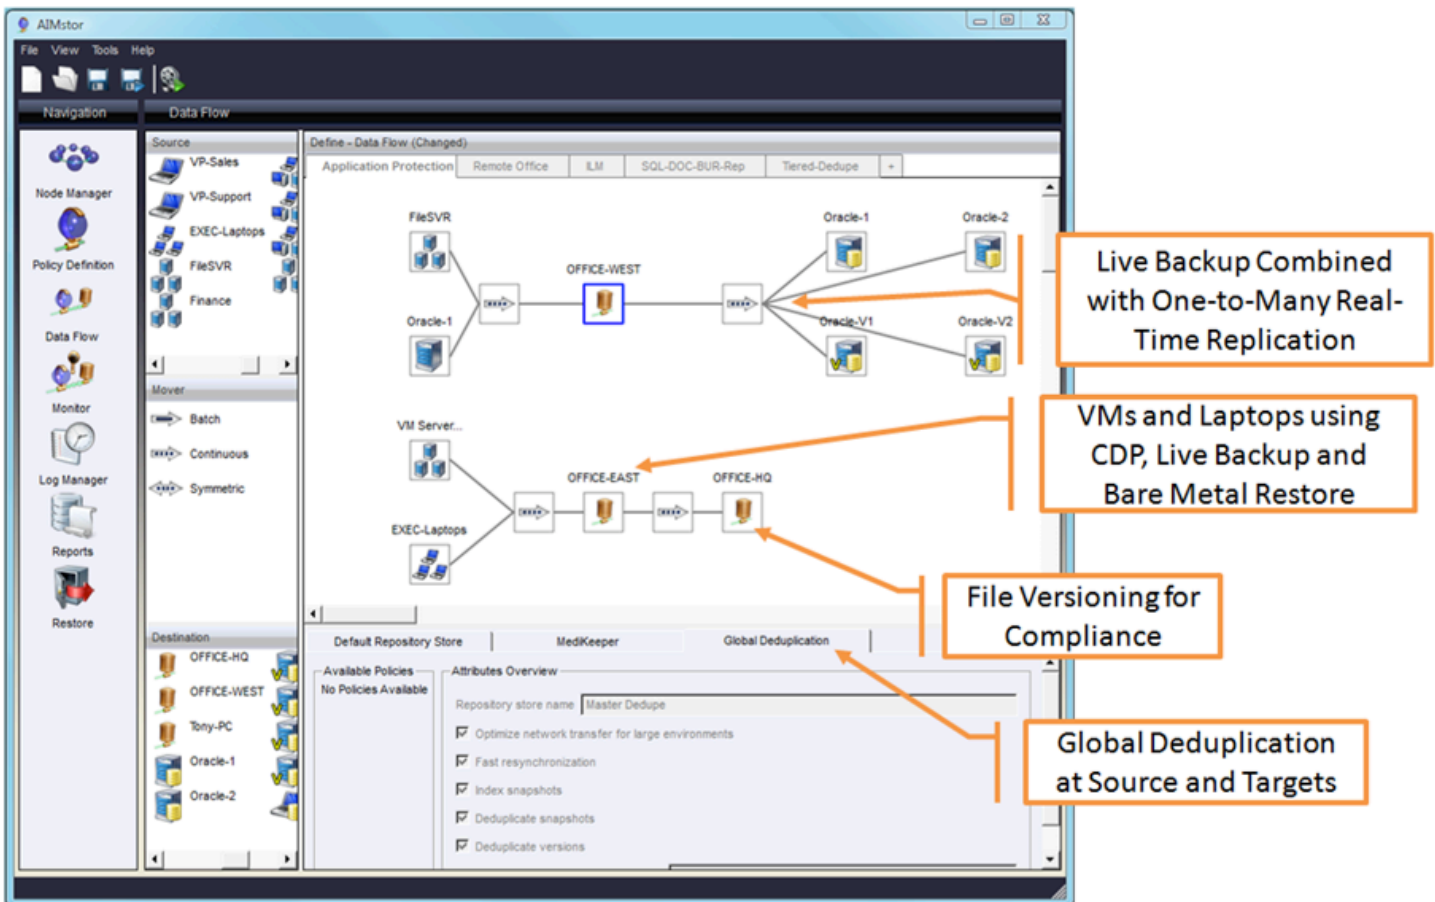 AIMstor
File View Tools Help
Navigation
Data Flow
Node Manager
Policy Definition
Data Flow
Monitor
Log Manager
Reports
Restore
Source
VP-Sales
VP-Support
EXEC-Laptops
FileSVR
Finance
Mover
Batch
Continuous
Symmetric
Destination
OFFICE-HQ
OFFICE-WEST
Tony-PC
Oracle-1
Oracle-2
Define - Data Flow (Changed)
Application Protection
Remote Office
ILM
SQL-DOC-BUR-Rep
Tiered-Dedupe
+
FileSVR
Oracle-1
OFFICE-WEST
Oracle-1
Oracle-2
Oracle-V1
Oracle-V2
VM Server...
EXEC-Laptops
OFFICE-EAST
OFFICE-HQ
Default Repository Store
MediKeeper
Global Deduplication
Available Policies
No Policies Available
Attributes Overview
Repository store name Master Dedupe
Optimize network transfer for large environments
Fast resynchronization
Index snapshots
Deduplicate snapshots
Deduplicate versions
Live Backup Combined
with One-to-Many Real-
Time Replication
VMs and Laptops using
CDP, Live Backup and
Bare Metal Restore
File Versioning for
Compliance
Global Deduplication
at Source and Targets